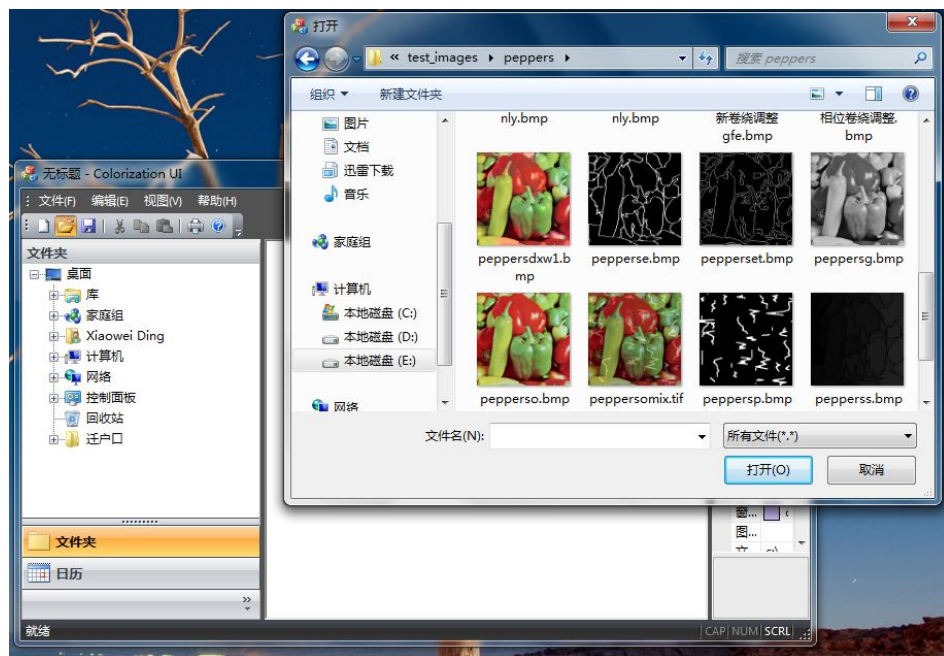 打开
« test_images ▸ peppers ▸
搜索 peppers
组织 ▼ 新建文件夹
图片
文档
迅雷下载
音乐
家庭组
计算机
本地磁盘 (C:)
本地磁盘 (D:)
本地磁盘 (E:)
网络
nly.bmp
nly.bmp
新卷绕调整
gfe.bmp
相位卷绕调整.
bmp
peppersdxw1.b
mp
епpperse.bmp
pepperset.bmp
peppersg.bmp
ępperso.bmp
peppersomix.tif
peppersp.bmp
pepperss.bmp
文件名(N):
所有文件(*.*)
打开(O)
取消
无标题 - Colorization UI
文件(F) 编辑(E) 视图(V) 帮助(H)
文件夹
桌面
库
家庭组
Xiaowei Ding
计算机
网络
控制面板
回收站
迁户口
文件夹
日历
窗...
图...
就绪
CAP NUM SCRL